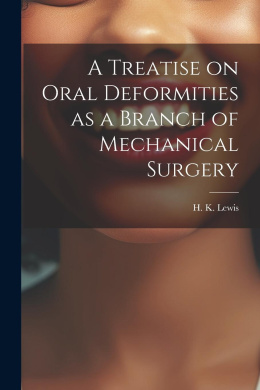 A Treatise on
Oral Deformities
as a Branch of
Mechanical
Surgery
H. K. Lewis